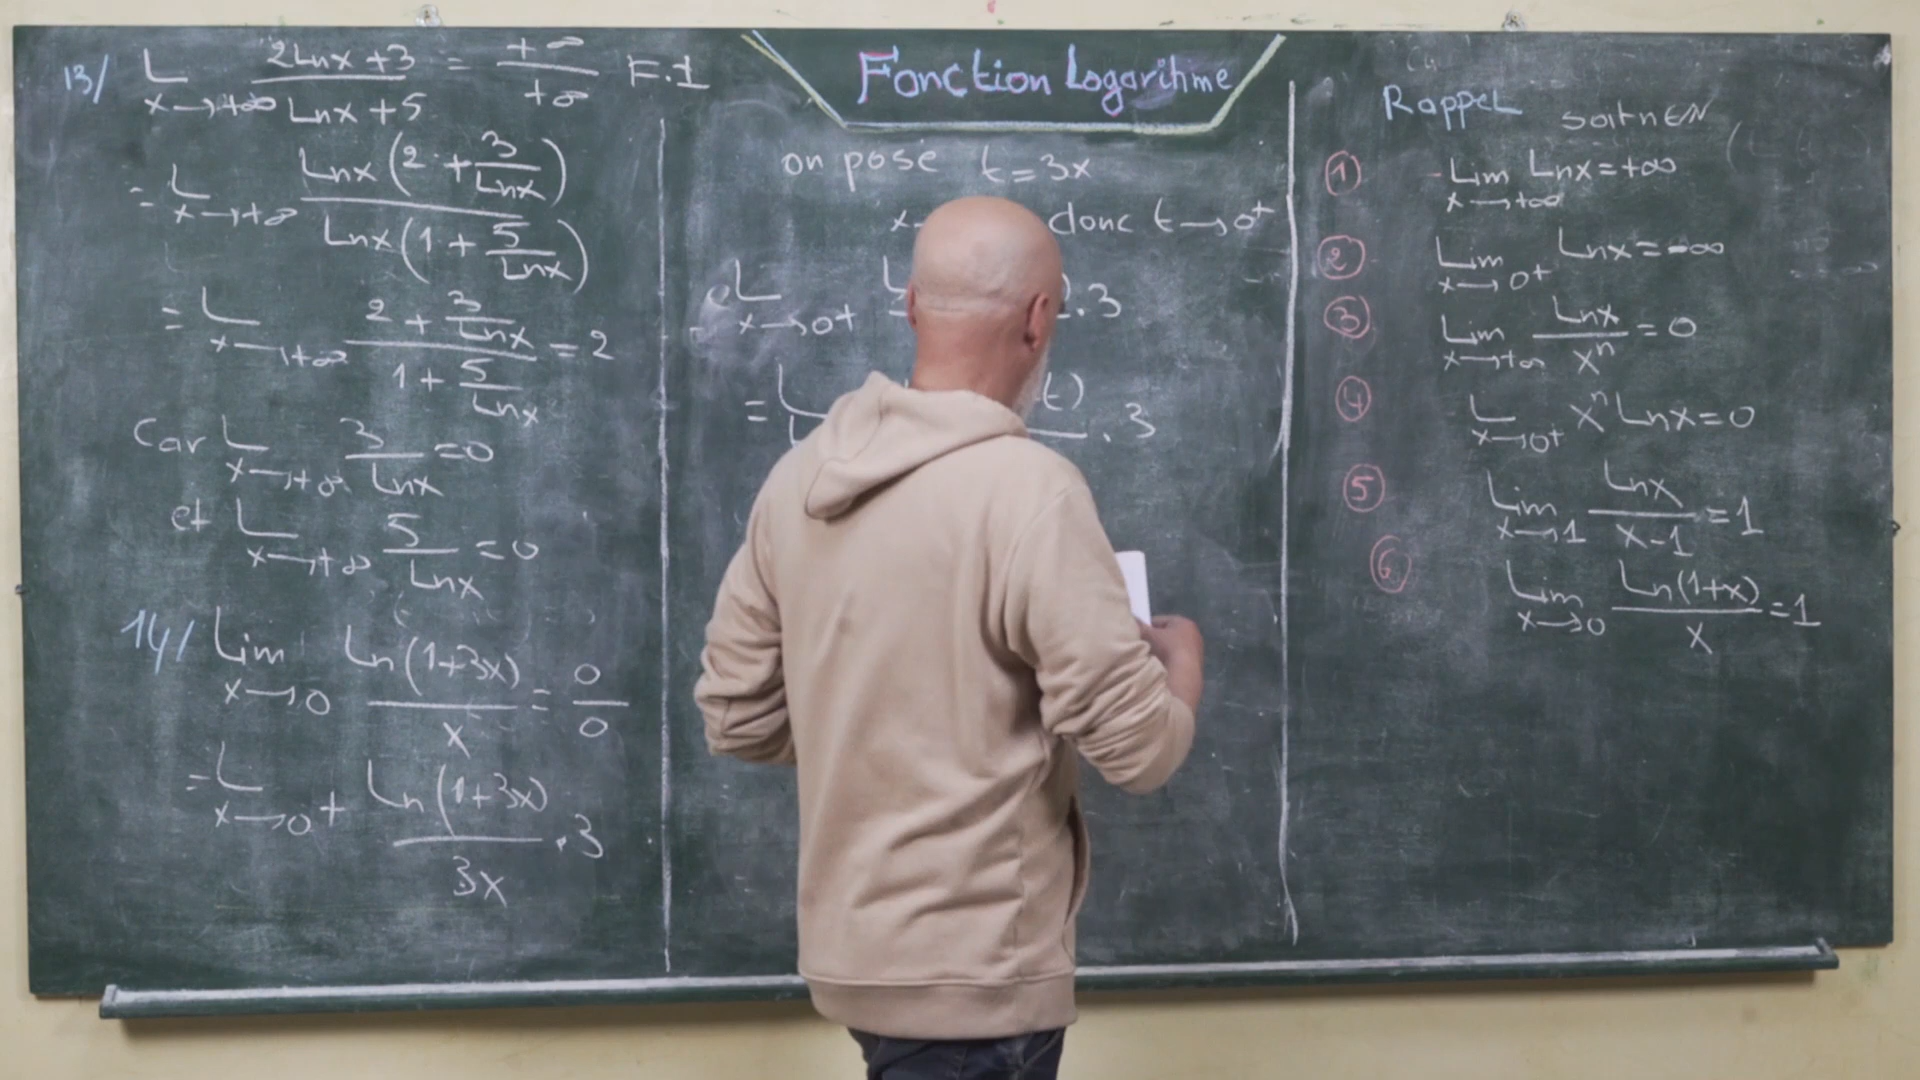 Fonction Logarithme
13/ L x→+∞ 2Lnx+3 / Lnx+5 = +∞ / +∞ F.1
= L x→+∞ Lnx(2+3/Lnx) / Lnx(1+5/Lnx)
= L x→+∞ 2+3/Lnx / 1+5/Lnx = 2
Car L x→+∞ 3/Lnx = 0
et L x→+∞ 5/Lnx = 0
14/ Lim x→0 Ln(1+3x) / x = 0/0
= L x→0+ Ln(1+3x) / 3x .3
on pose t=3x
x→ donc t→0+
L x→0+ .3
= L t) .3
Rappel soit n∈N
1 Lim x→+∞ Lnx=+∞
2 Lim x→0+ Lnx=-∞
3 Lim x→+∞ Lnx / xⁿ = 0
4 L x→0+ xⁿ Lnx=0
5 Lim x→1 Lnx / x-1 = 1
6 Lim x→0 Ln(1+x) / x = 1